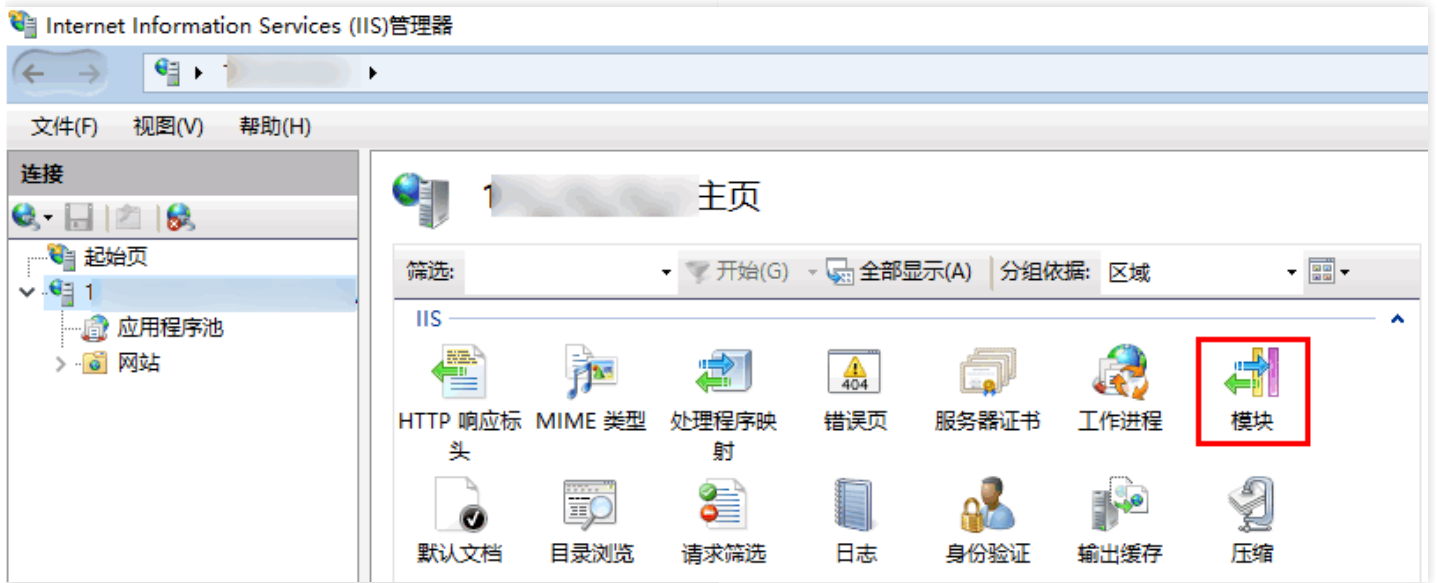 Internet Information Services (IIS)管理器
文件(F) 视图(V) 帮助(H)
连接
起始页
1
应用程序池
网站
1 主页
筛选: 开始(G) 全部显示(A) 分组依据: 区域
IIS
HTTP 响应标头 MIME 类型 处理程序映射 错误页 服务器证书 工作进程 模块
默认文档 目录浏览 请求筛选 日志 身份验证 输出缓存 压缩